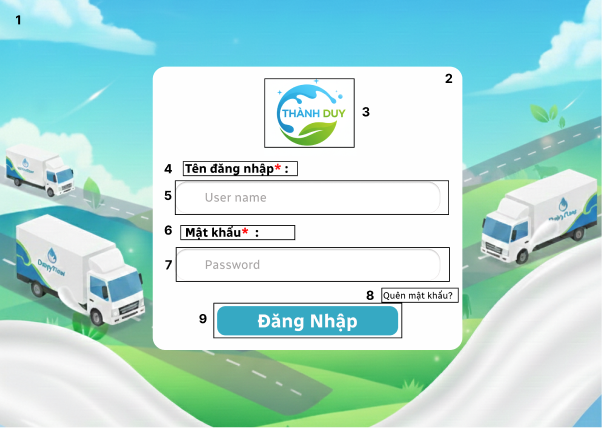 1
2
THÀNH DUY
3
4 Tên đăng nhập* :
5 User name
6 Mật khẩu* :
7 Password
8 Quên mật khẩu?
9 Đăng Nhập